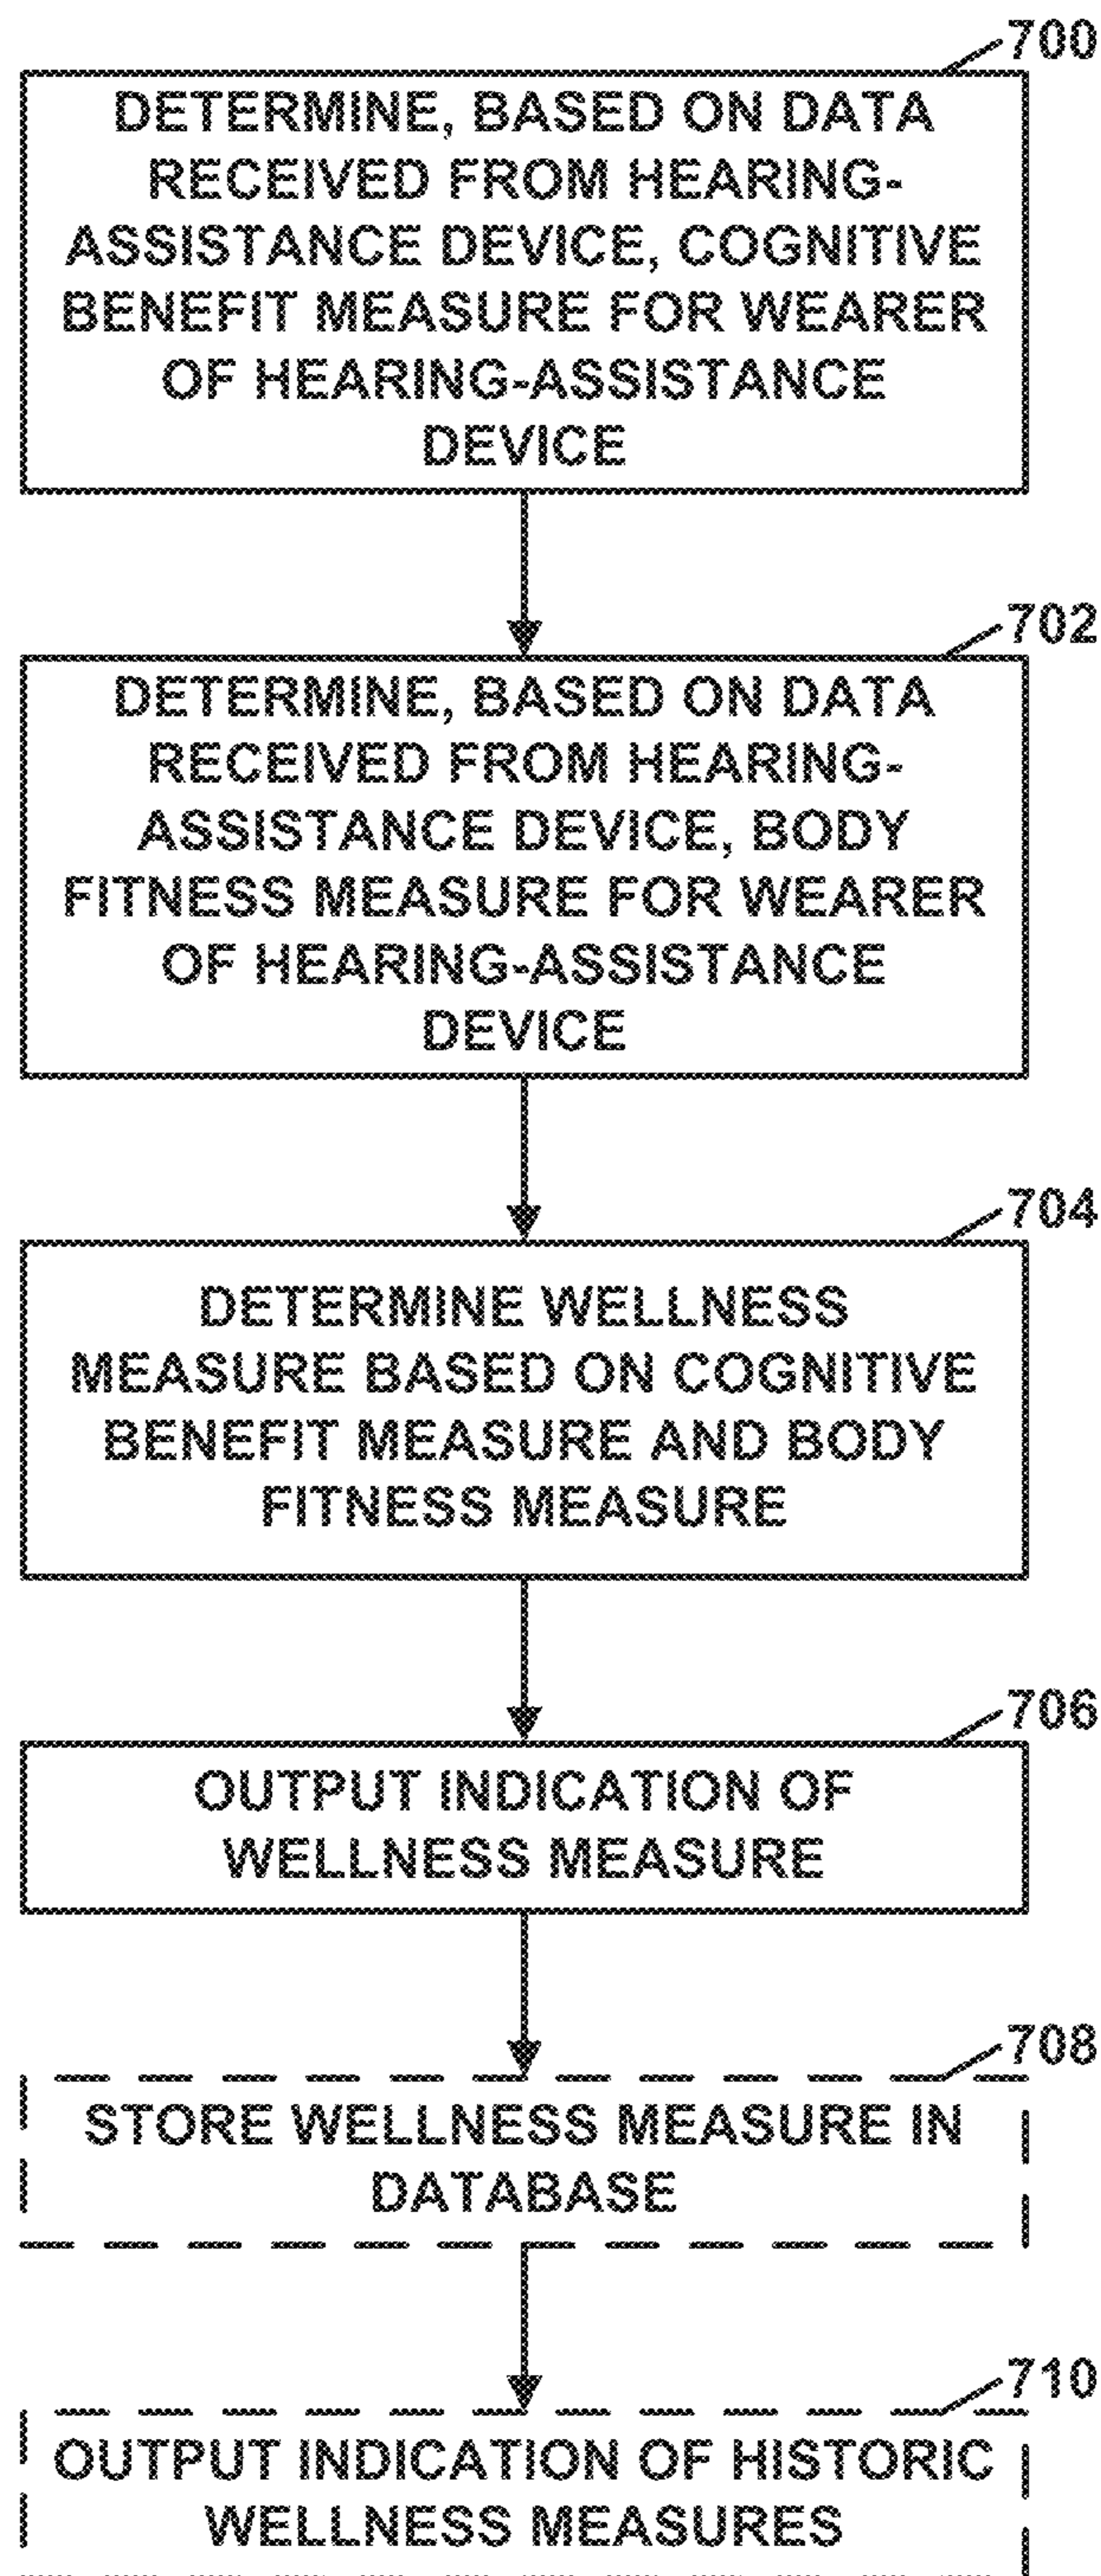 700
DETERMINE, BASED ON DATA
RECEIVED FROM HEARING-
ASSISTANCE DEVICE, COGNITIVE
BENEFIT MEASURE FOR WEARER
OF HEARING-ASSISTANCE
DEVICE
702
DETERMINE, BASED ON DATA
RECEIVED FROM HEARING-
ASSISTANCE DEVICE, BODY
FITNESS MEASURE FOR WEARER
OF HEARING-ASSISTANCE
DEVICE
704
DETERMINE WELLNESS
MEASURE BASED ON COGNITIVE
BENEFIT MEASURE AND BODY
FITNESS MEASURE
706
OUTPUT INDICATION OF
WELLNESS MEASURE
708
STORE WELLNESS MEASURE IN
DATABASE
710
OUTPUT INDICATION OF HISTORIC
WELLNESS MEASURES